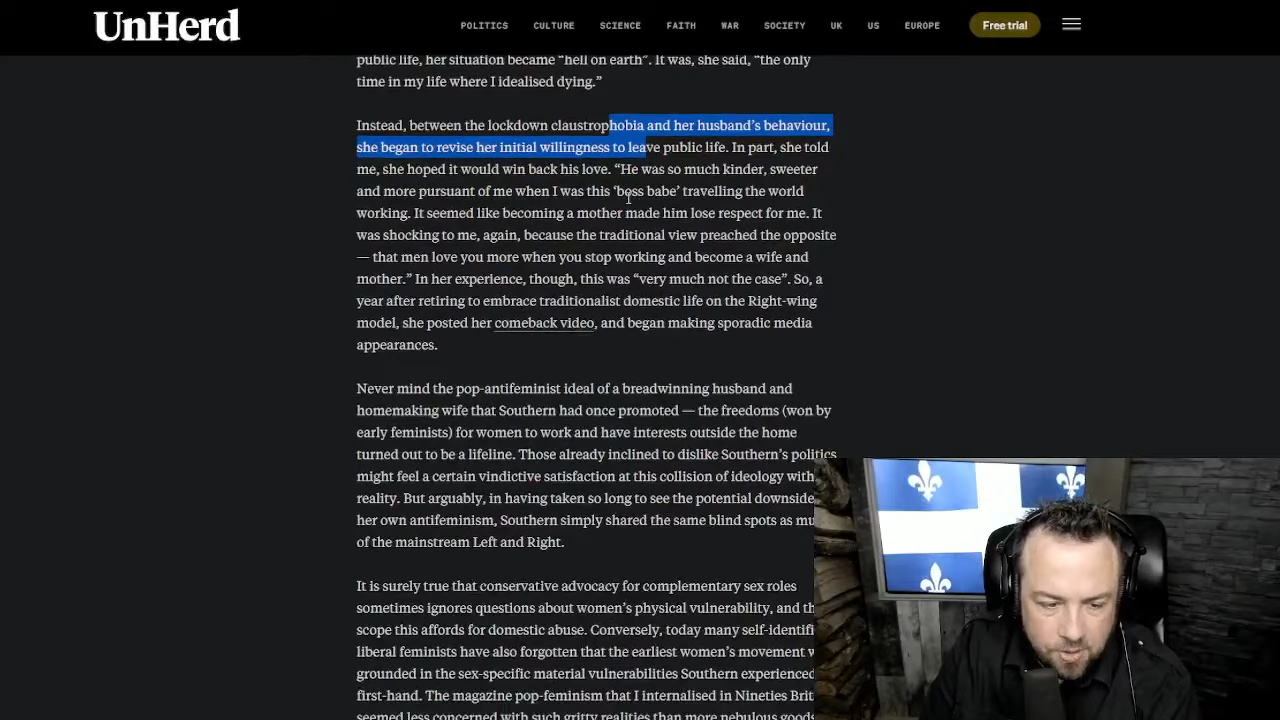 UnHerd
POLITICS CULTURE SCIENCE FAITH WAR SOCIETY UK US EUROPE Free trial
public life, her situation became “hell on earth”. It was, she said, “the only
time in my life where I idealised dying.”
Instead, between the lockdown claustrophobia and her husband’s behaviour,
she began to revise her initial willingness to leave public life. In part, she told
me, she hoped it would win back his love. “He was so much kinder, sweeter
and more pursuant of me when I was this ‘boss babe’ travelling the world
working. It seemed like becoming a mother made him lose respect for me. It
was shocking to me, again, because the traditional view preached the opposite
— that men love you more when you stop working and become a wife and
mother.” In her experience, though, this was “very much not the case”. So, a
year after retiring to embrace traditionalist domestic life on the Right-wing
model, she posted her comeback video, and began making sporadic media
appearances.
Never mind the pop-antifeminist ideal of a breadwinning husband and
homemaking wife that Southern had once promoted — the freedoms (won by
early feminists) for women to work and have interests outside the home
turned out to be a lifeline. Those already inclined to dislike Southern’s politics
might feel a certain vindictive satisfaction at this collision of ideology with
reality. But arguably, in having taken so long to see the potential downside
her own antifeminism, Southern simply shared the same blind spots as
of the mainstream Left and Right.
It is surely true that conservative advocacy for complementary sex roles
sometimes ignores questions about women’s physical vulnerability, and
scope this affords for domestic abuse. Conversely, today many
liberal feminists have also forgotten that the earliest women’s movement
grounded in the sex-specific material vulnerabilities Southern experienced
first-hand. The magazine pop-feminism that I internalised in Nineties
seemed less concerned with such gritty realities than more nebulous goods